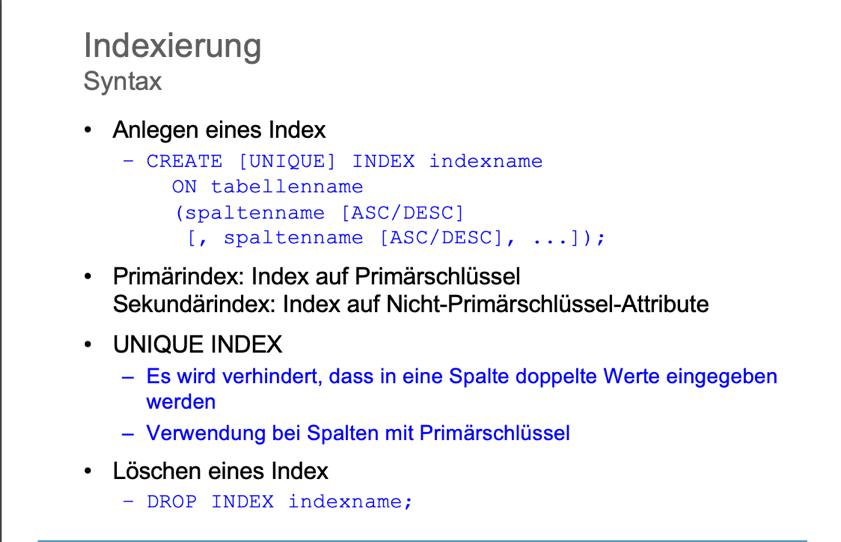 Indexierung
Syntax
• Anlegen eines Index
– CREATE [UNIQUE] INDEX indexname
ON tabellenname
(spaltenname [ASC/DESC]
[, spaltenname [ASC/DESC], ...]);
• Primärindex: Index auf Primärschlüssel
Sekundärindex: Index auf Nicht-Primärschlüssel-Attribute
• UNIQUE INDEX
– Es wird verhindert, dass in eine Spalte doppelte Werte eingegeben
werden
– Verwendung bei Spalten mit Primärschlüssel
• Löschen eines Index
– DROP INDEX indexname;